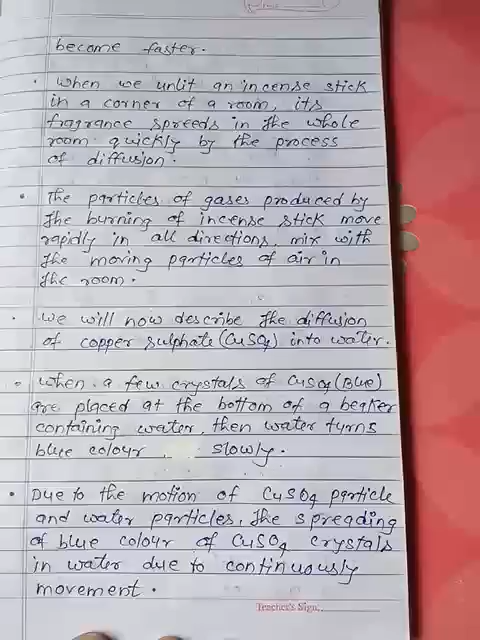 become faster.
• When we unlit an incense stick
in a corner of a room, its
fragrance spreeds in the whole
room quickly by the process
of diffusion.
• The particles of gases produced by
the burning of incense stick move
rapidly in all directions, mix with
the moving particles of air in
the room.
• We will now describe the diffusion
of copper sulphate (CuSO4) into water.
• When a few crystals of CuSO4 (Blue)
are placed at the bottom of a beaker
containing water, then water turns
blue colour, slowly.
• Due to the motion of CuSO4 particle
and water particles, the spreading
of blue colour of CuSO4 crystals
in water due to continuously
movement.
Teacher's Sign.